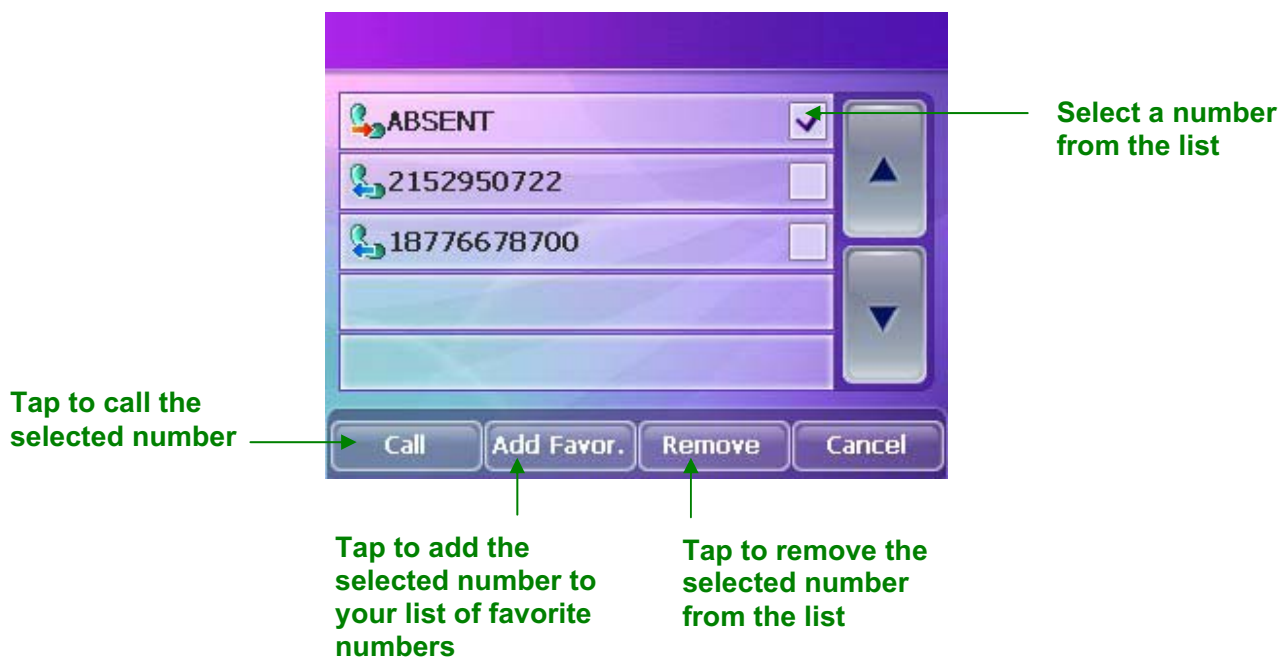 ABSENT
Select a number
from the list
2152950722
18776678700
Tap to call the
selected number
Call
Add Favor.
Remove
Cancel
Tap to add the
selected number to
your list of favorite
numbers
Tap to remove the
selected number
from the list